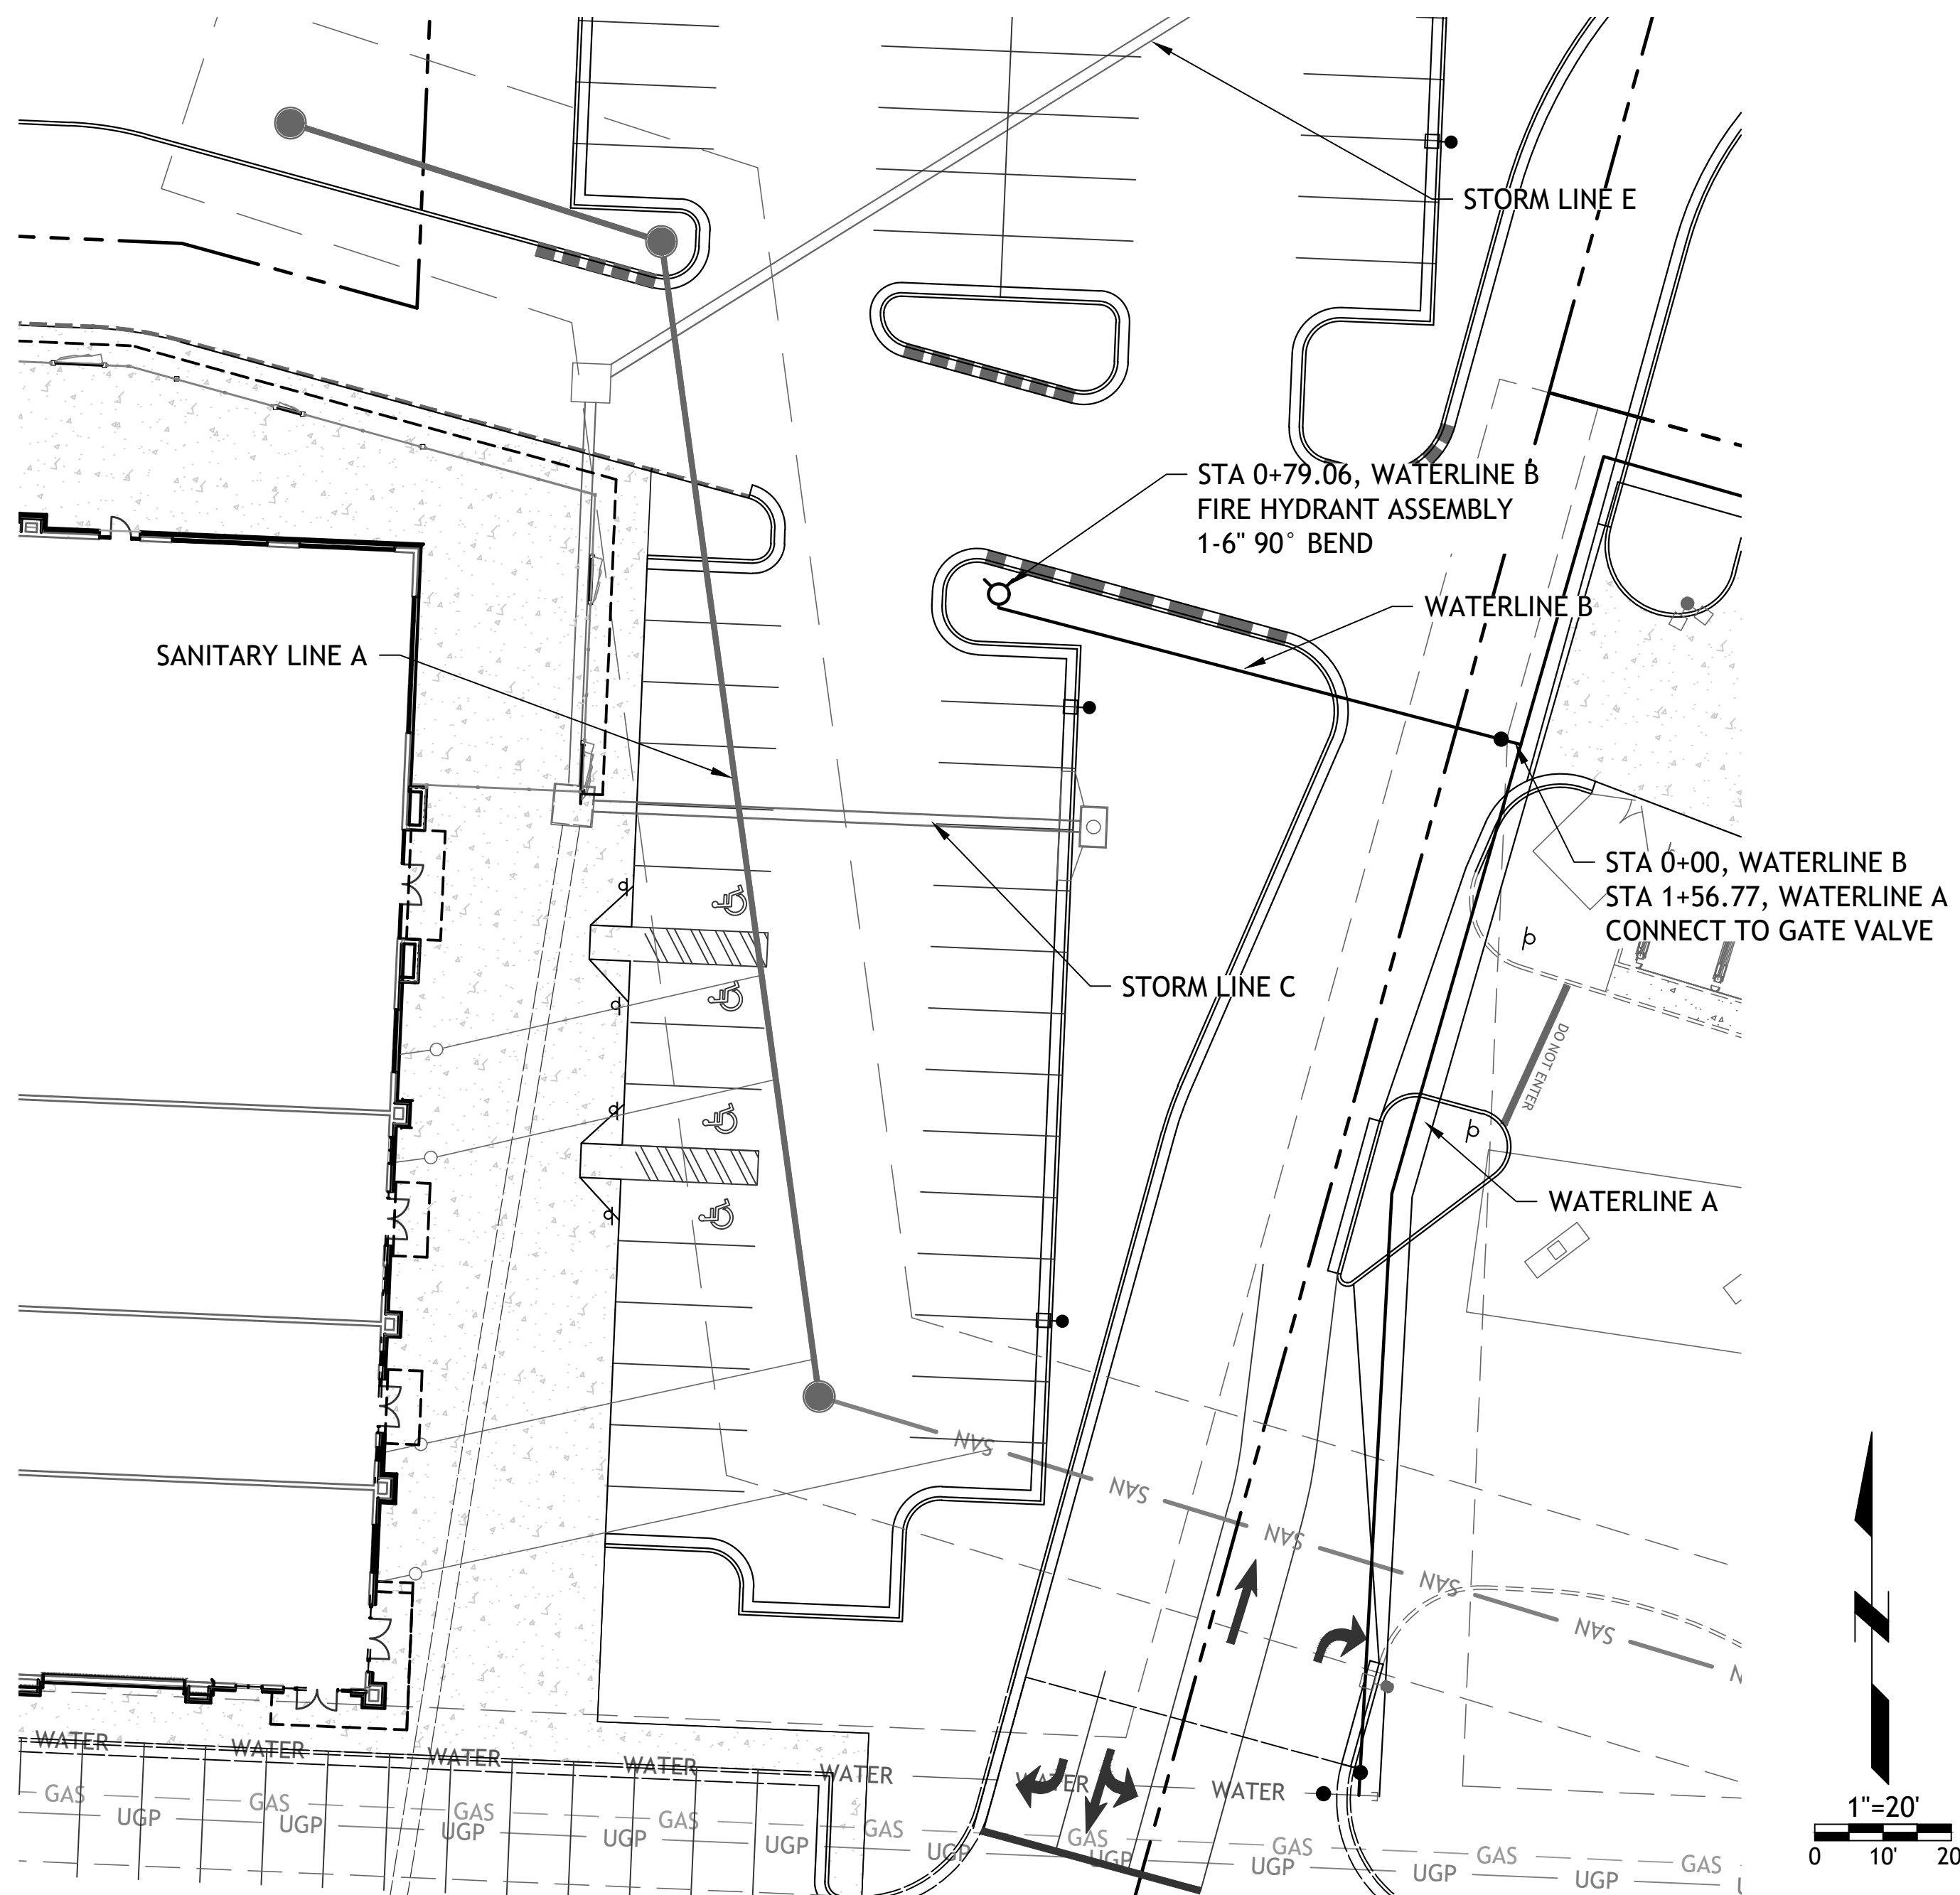 STORM LINE E
STA 0+79.06, WATERLINE B
FIRE HYDRANT ASSEMBLY
1-6" 90° BEND
WATERLINE B
SANITARY LINE A
STA 0+00, WATERLINE B
STA 1+56.77, WATERLINE A
CONNECT TO GATE VALVE
STORM LINE C
DO NOT ENTER
WATERLINE A
SAN
SAN
SAN
SAN
SAN
WATER
WATER
WATER
WATER
WATER
WATER
WATER
GAS
GAS
GAS
GAS
GAS
GAS
GAS
GAS
GAS
UGP
UGP
UGP
UGP
UGP
UGP
UGP
UGP
UGP
UGP
N
1"=20'
0 10' 20